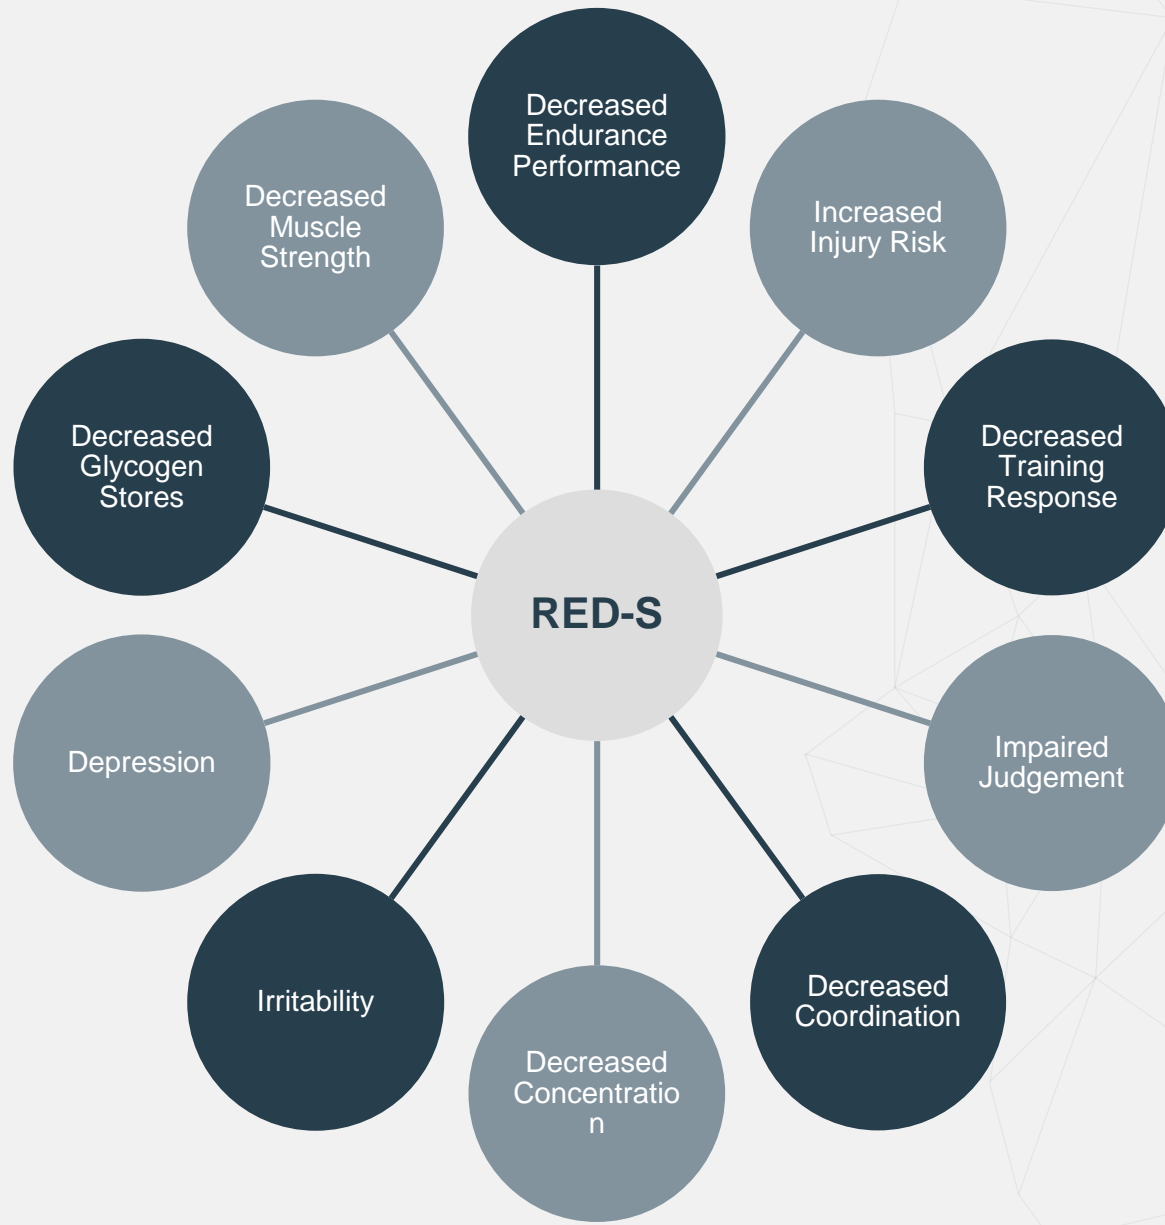 Decreased
Endurance
Performance
Increased
Injury Risk
Decreased
Training
Response
Impaired
Judgement
Decreased
Coordination
Decreased
Concentratio
n
Irritability
Depression
Decreased
Glycogen
Stores
Decreased
Muscle
Strength
RED-S